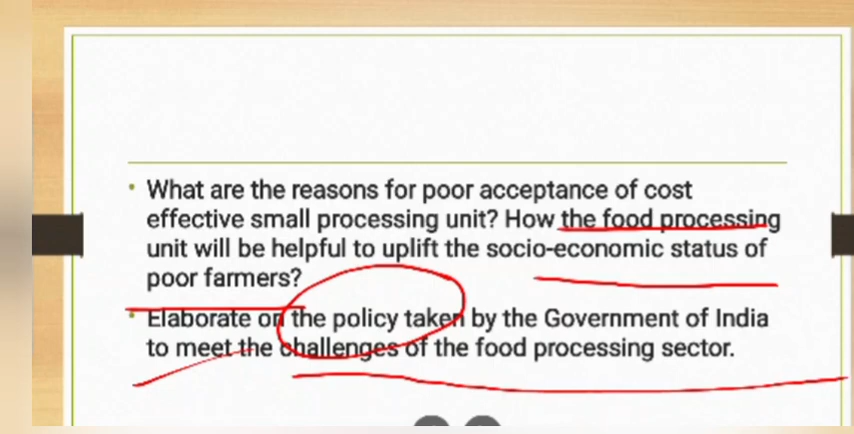 • What are the reasons for poor acceptance of cost
effective small processing unit? How the food processing
unit will be helpful to uplift the socio-economic status of
poor farmers?
• Elaborate on the policy taken by the Government of India
to meet the challenges of the food processing sector.